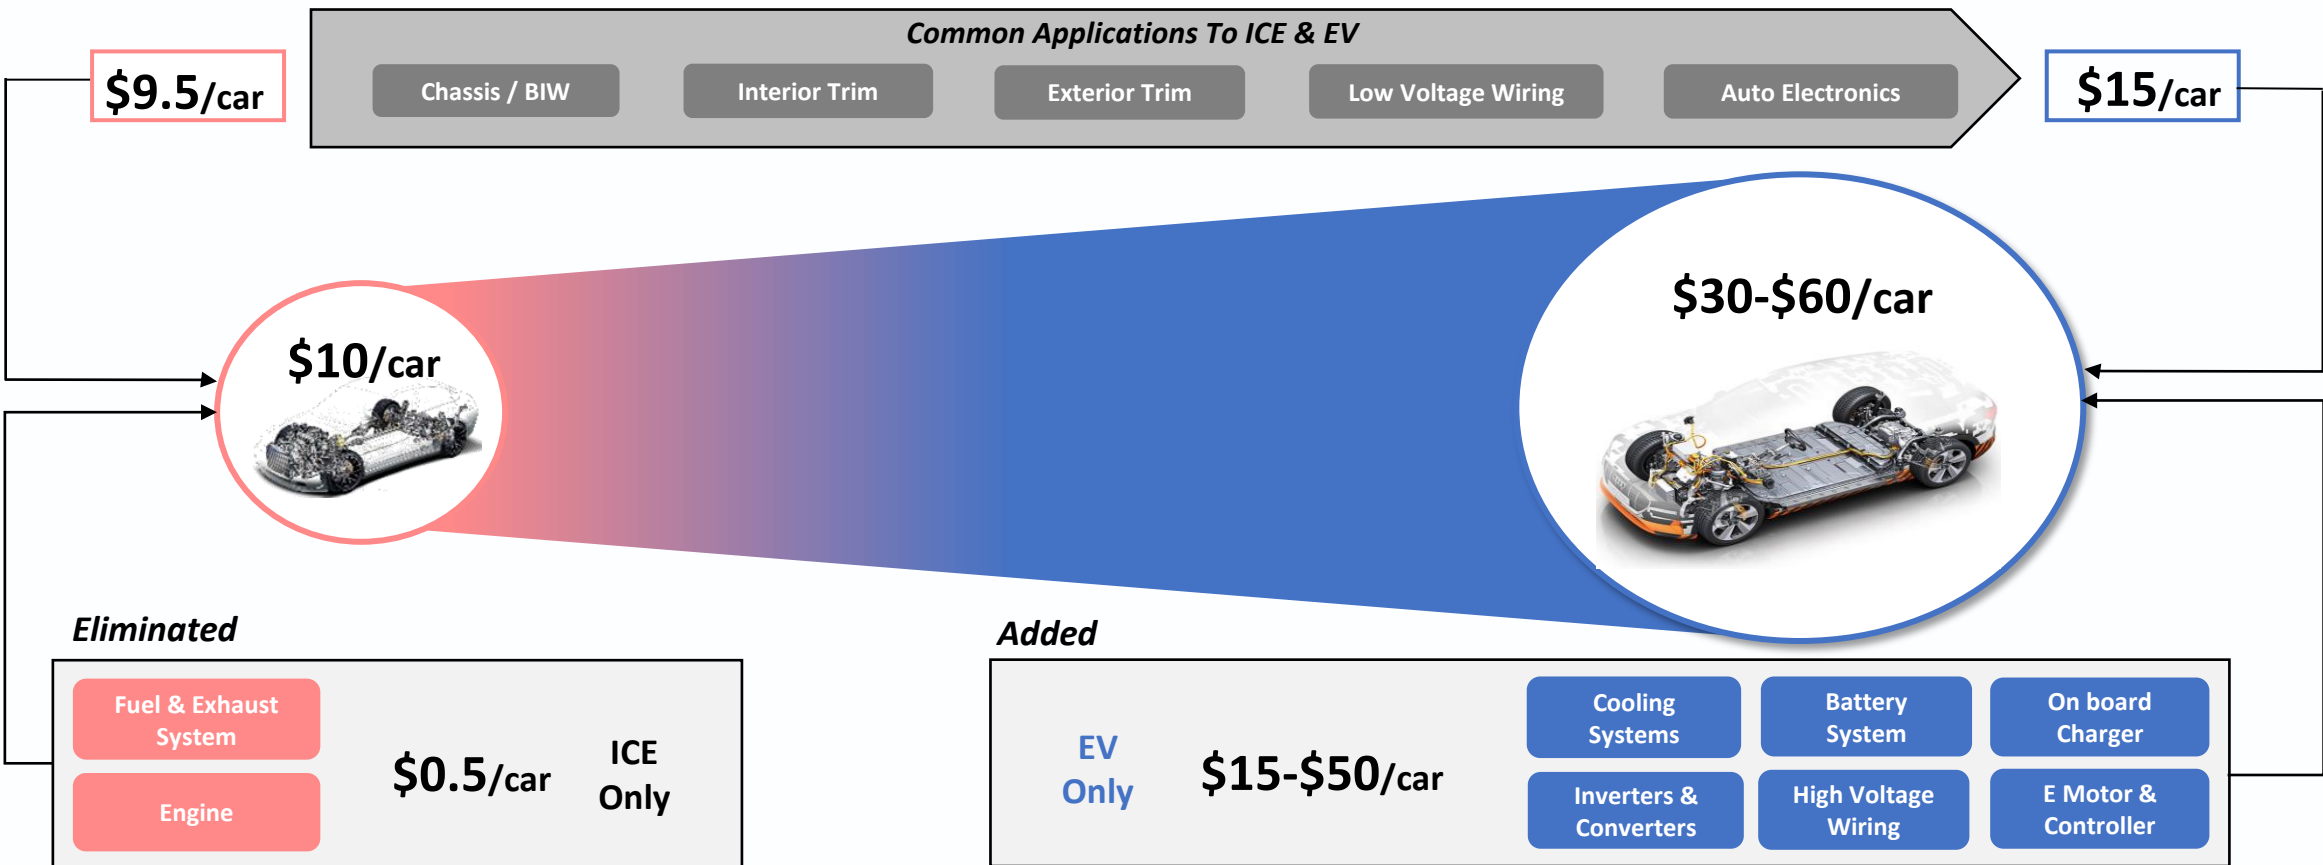 Common Applications To ICE & EV
$9.5/car
Chassis / BIW
Interior Trim
Exterior Trim
Low Voltage Wiring
Auto Electronics
$15/car
$10/car
$30-$60/car
Eliminated
Fuel & Exhaust
System
Engine
$0.5/car
ICE
Only
Added
EV
Only
$15-$50/car
Cooling
Systems
Battery
System
On board
Charger
Inverters &
Converters
High Voltage
Wiring
E Motor &
Controller